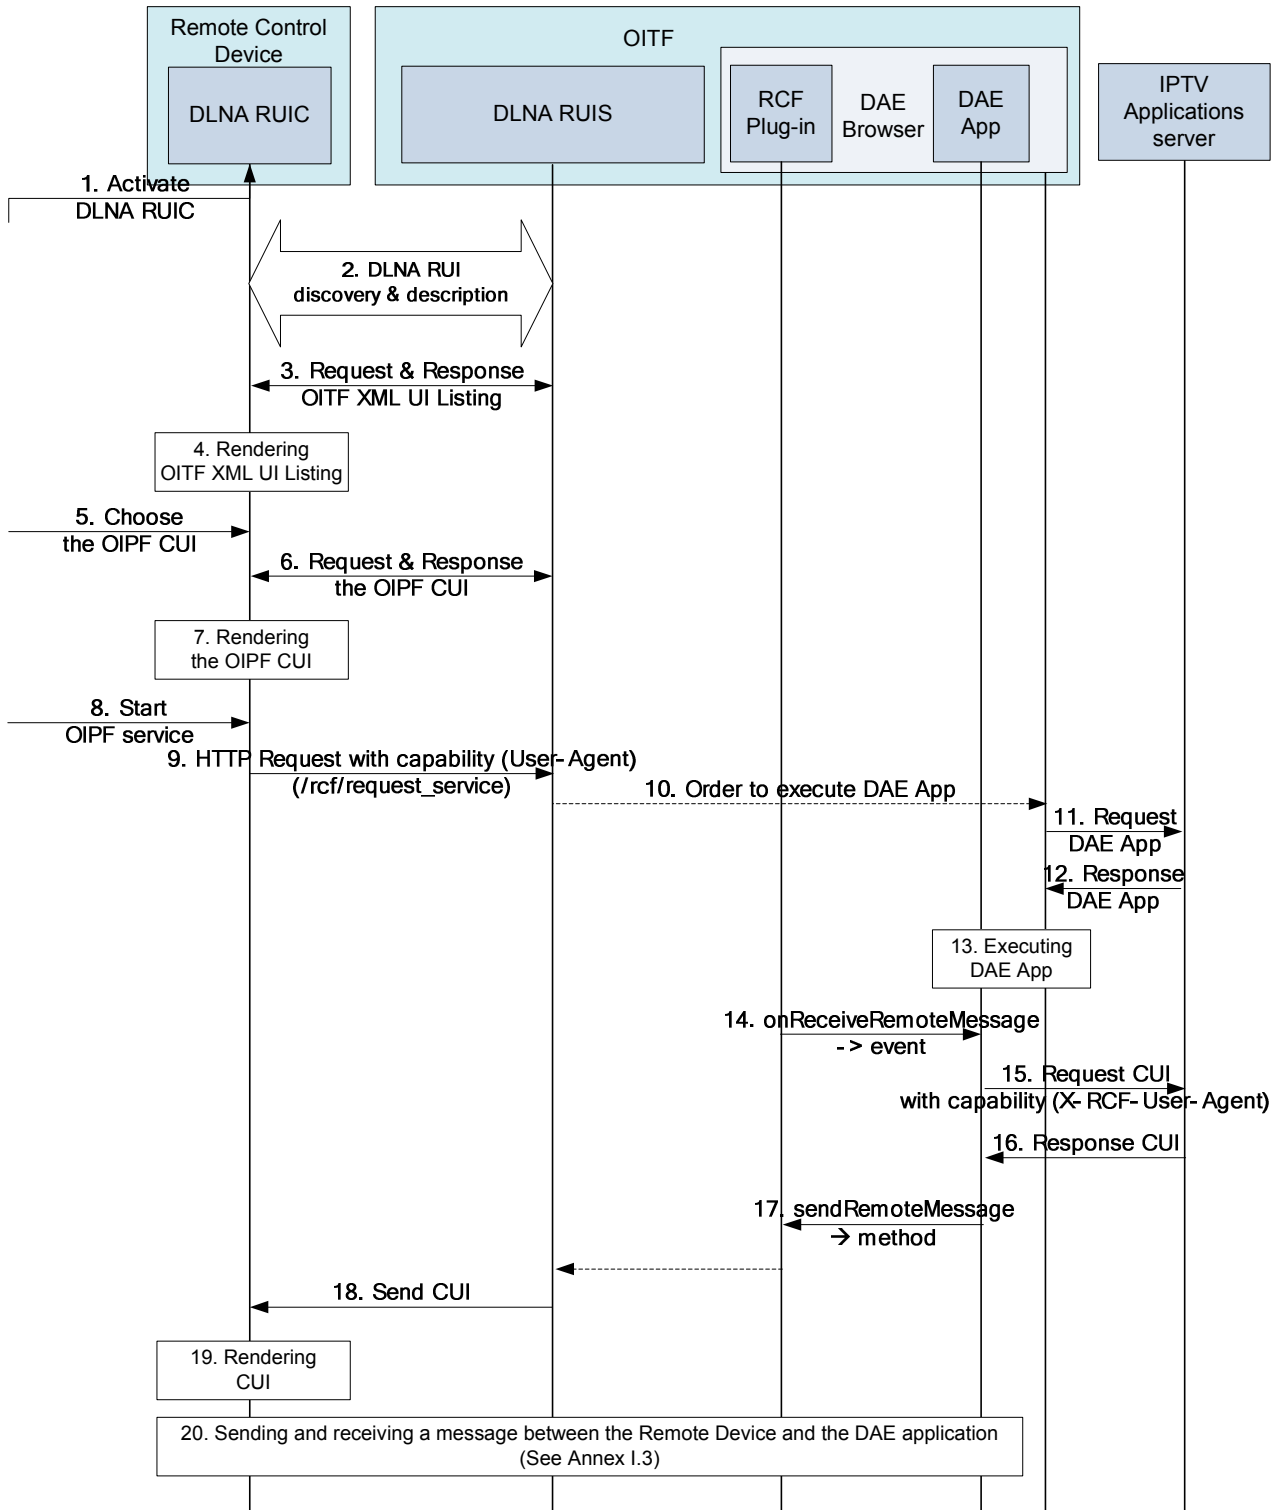 Remote Control
Device
OITF
DLNA RUIC
DLNA RUIS
RCF
Plug-in
DAE
Browser
DAE
App
IPTV
Applications
server
1. Activate
DLNA RUIC
2. DLNA RUI
discovery & description
3. Request & Response
OITF XML UI Listing
4. Rendering
OITF XML UI Listing
5. Choose
the OIPF CUI
6. Request & Response
the OIPF CUI
7. Rendering
the OIPF CUI
8. Start
OIPF service
9. HTTP Request with capability (User-Agent)
(/rcf/request_service)
10. Order to execute DAE App
11. Request
DAE App
12. Response
DAE App
13. Executing
DAE App
14. onReceiveRemoteMessage
-> event
15. Request CUI
with capability (X-RCF-User-Agent)
16. Response CUI
17. sendRemoteMessage
→ method
18. Send CUI
19. Rendering
CUI
20. Sending and receiving a message between the Remote Device and the DAE application
(See Annex I.3)